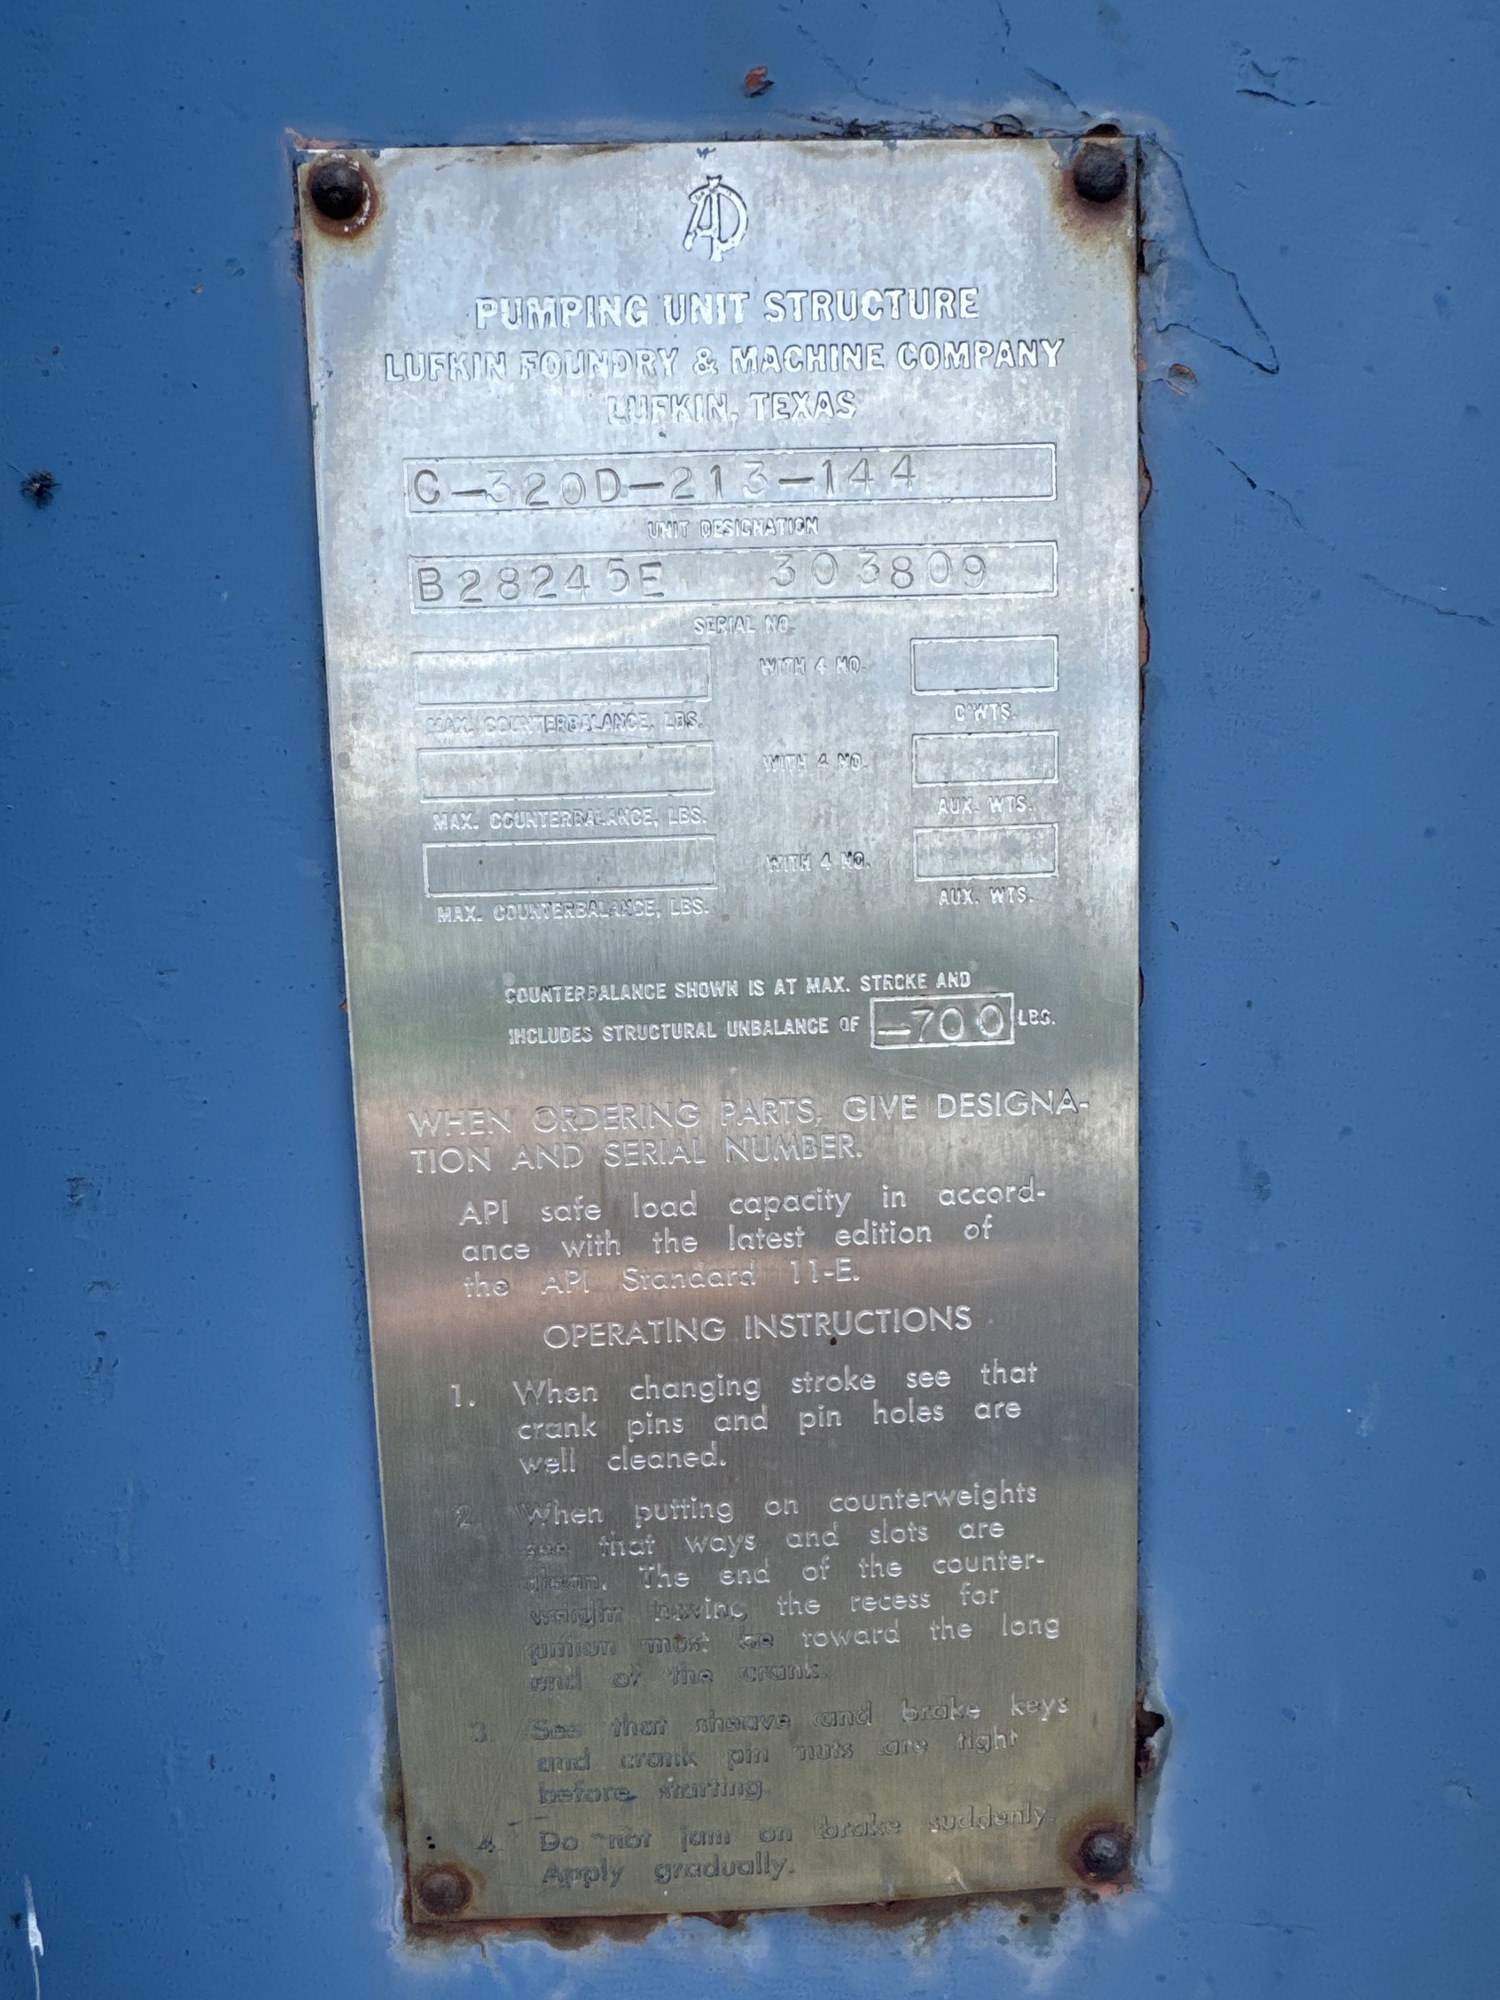 API
PUMPING UNIT STRUCTURE
LUFKIN FOUNDRY & MACHINE COMPANY
LUFKIN, TEXAS
C-320D-213-144
UNIT DESIGNATION
B28245E 303809
SERIAL NO.
WITH 4 NO.
MAX. COUNTERBALANCE, LBS. C'WTS.
WITH 4 NO.
MAX. COUNTERBALANCE, LBS. AUX. WTS.
WITH 4 NO.
MAX. COUNTERBALANCE, LBS. AUX. WTS.
COUNTERBALANCE SHOWN IS AT MAX. STROKE AND
INCLUDES STRUCTURAL UNBALANCE OF -700 LBS.
WHEN ORDERING PARTS, GIVE DESIGNA-
TION AND SERIAL NUMBER.
API safe load capacity in accord-
ance with the latest edition of
the API Standard 11-E.
OPERATING INSTRUCTIONS
1. When changing stroke see that
crank pins and pin holes are
well cleaned.
2. When putting on counterweights
see that ways and slots are
clean. The end of the counter-
weight having the recess for
pinion must be toward the long
end of the crank.
3. See that sheave and brake keys
and crank pin nuts are tight
before starting.
4. Do not jam on brake suddenly.
Apply gradually.